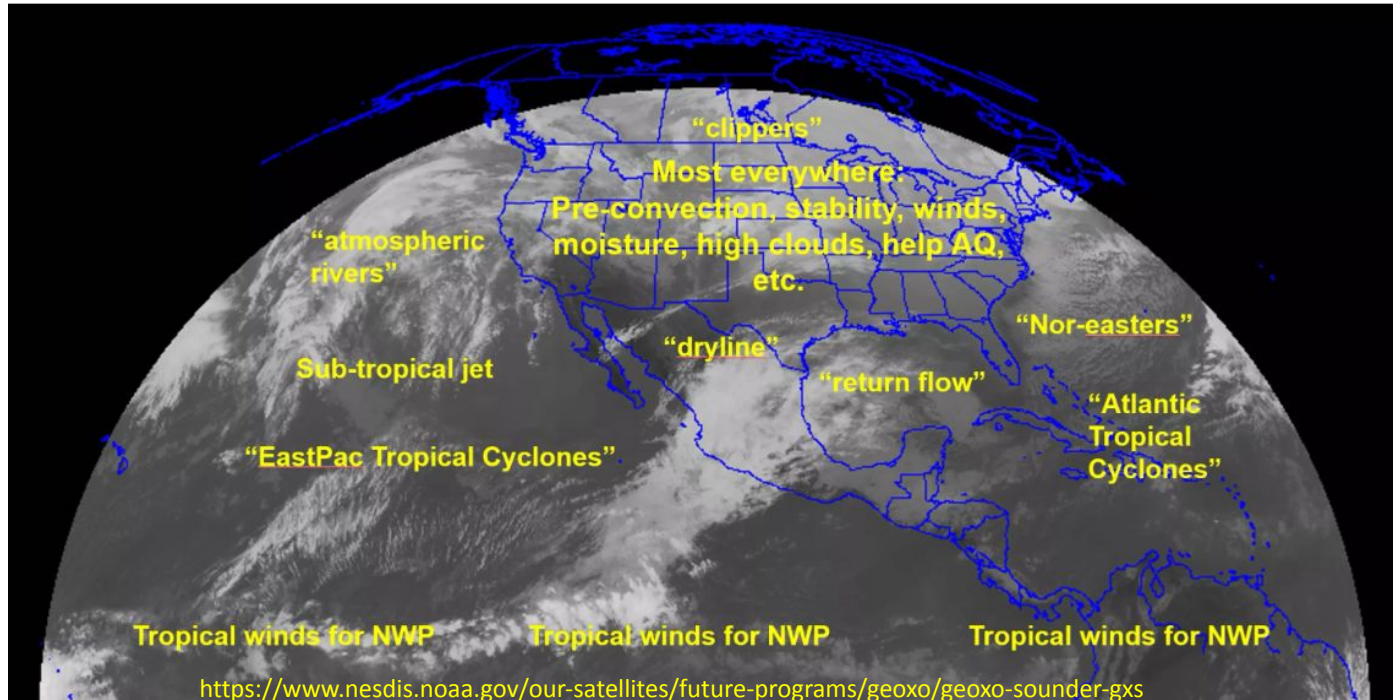 “clippers”
Most everywhere:
Pre-convection, stability, winds,
moisture, high clouds, help AQ,
etc.
“atmospheric
rivers”
“Nor-easters”
“dryline”
Sub-tropical jet
“return flow”
“Atlantic
Tropical
Cyclones”
“EastPac Tropical Cyclones”
Tropical winds for NWP
Tropical winds for NWP
Tropical winds for NWP
https://www.nesdis.noaa.gov/our-satellites/future-programs/geoxo/geoxo-sounder-gxs